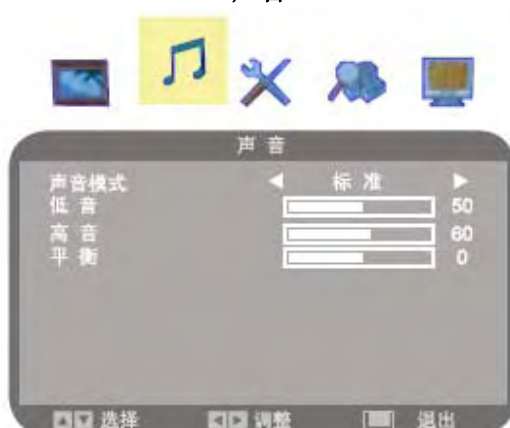 声 音
声音模式 标 准
低 音 50
高 音 60
平 衡 0
选择 调整 退出